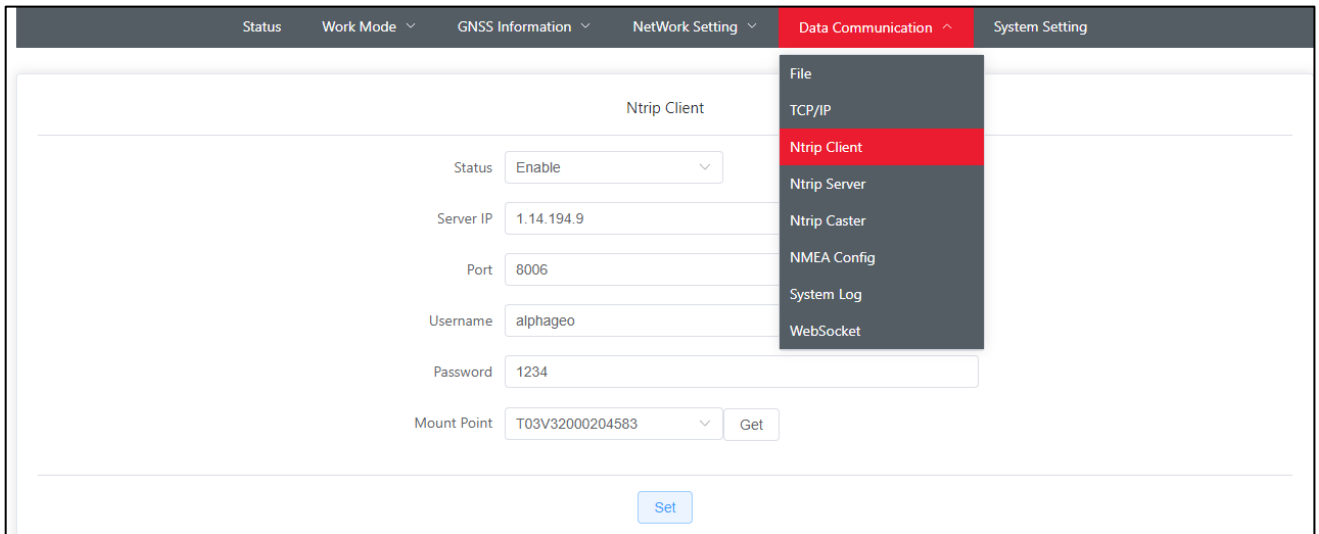 Status Work Mode GNSS Information NetWork Setting Data Communication System Setting
File
TCP/IP
Ntrip Client
Ntrip Server
Ntrip Caster
NMEA Config
System Log
WebSocket
Ntrip Client
Status Enable
Server IP 1.14.194.9
Port 8006
Username alphageo
Password 1234
Mount Point T03V32000204583 Get
Set